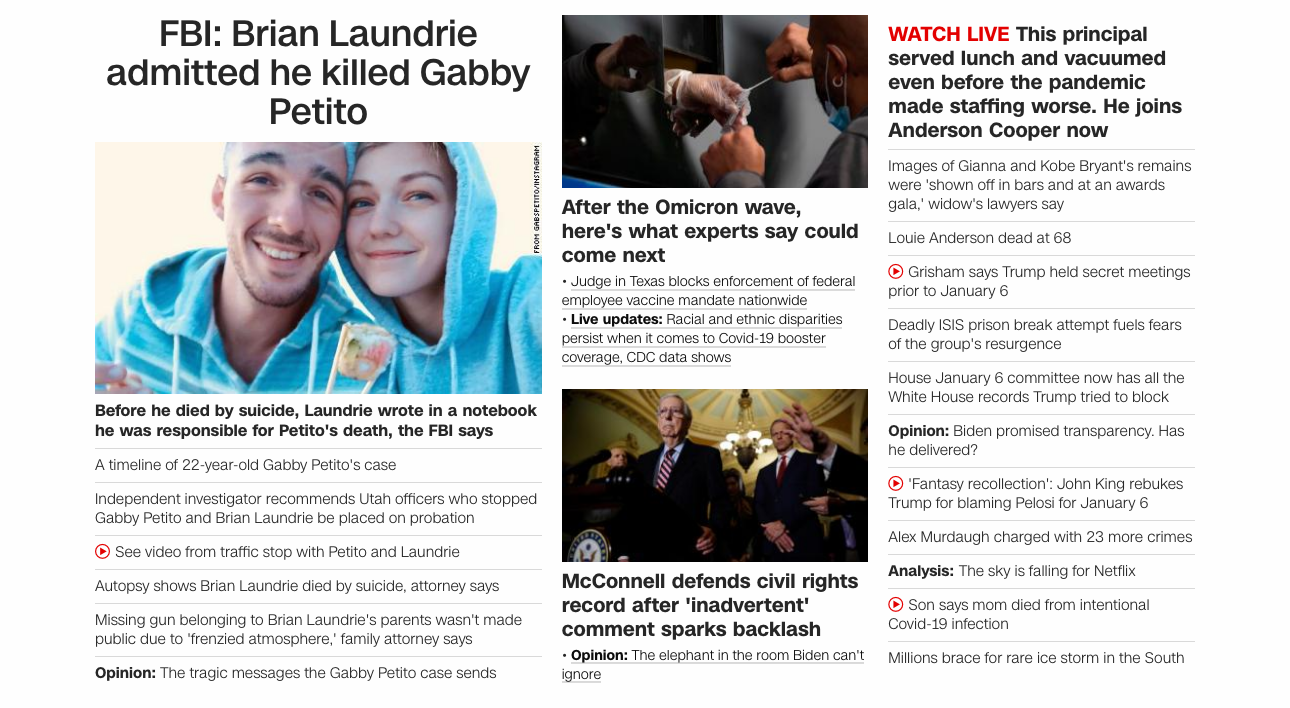 FBI: Brian Laundrie
admitted he killed Gabby
Petito
FROM GABSPETITO/INSTAGRAM
Before he died by suicide, Laundrie wrote in a notebook
he was responsible for Petito's death, the FBI says
A timeline of 22-year-old Gabby Petito's case
Independent investigator recommends Utah officers who stopped
Gabby Petito and Brian Laundrie be placed on probation
See video from traffic stop with Petito and Laundrie
Autopsy shows Brian Laundrie died by suicide, attorney says
Missing gun belonging to Brian Laundrie's parents wasn't made
public due to 'frenzied atmosphere,' family attorney says
Opinion: The tragic messages the Gabby Petito case sends
After the Omicron wave,
here's what experts say could
come next
• Judge in Texas blocks enforcement of federal
employee vaccine mandate nationwide
• Live updates: Racial and ethnic disparities
persist when it comes to Covid-19 booster
coverage, CDC data shows
McConnell defends civil rights
record after 'inadvertent'
comment sparks backlash
• Opinion: The elephant in the room Biden can't
ignore
WATCH LIVE This principal
served lunch and vacuumed
even before the pandemic
made staffing worse. He joins
Anderson Cooper now
Images of Gianna and Kobe Bryant's remains
were 'shown off in bars and at an awards
gala,' widow's lawyers say
Louie Anderson dead at 68
Grisham says Trump held secret meetings
prior to January 6
Deadly ISIS prison break attempt fuels fears
of the group's resurgence
House January 6 committee now has all the
White House records Trump tried to block
Opinion: Biden promised transparency. Has
he delivered?
'Fantasy recollection': John King rebukes
Trump for blaming Pelosi for January 6
Alex Murdaugh charged with 23 more crimes
Analysis: The sky is falling for Netflix
Son says mom died from intentional
Covid-19 infection
Millions brace for rare ice storm in the South